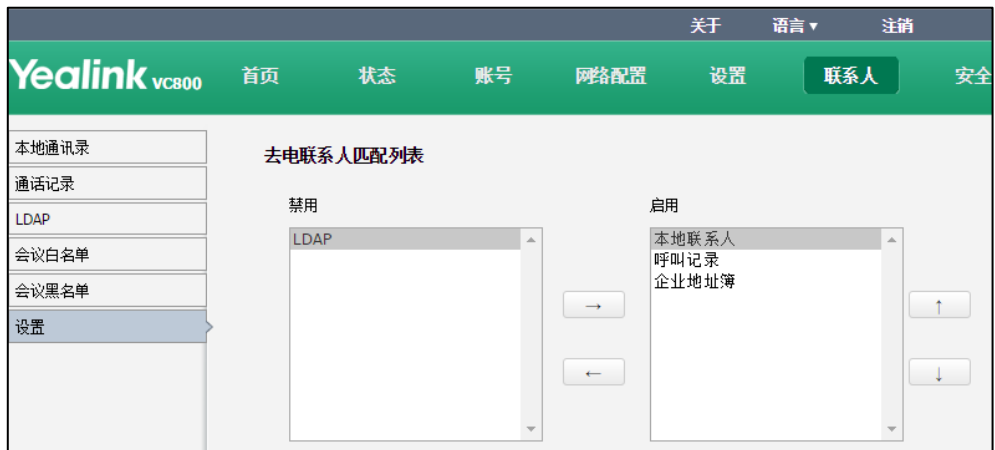 关于 语言▼ 注销
Yealink VC800 首页 状态 账号 网络配置 设置 联系人 安全
本地通讯录
通话记录
LDAP
会议白名单
会议黑名单
设置
去电联系人匹配列表
禁用
LDAP
→
←
启用
本地联系人
呼叫记录
企业地址簿
↑
↓